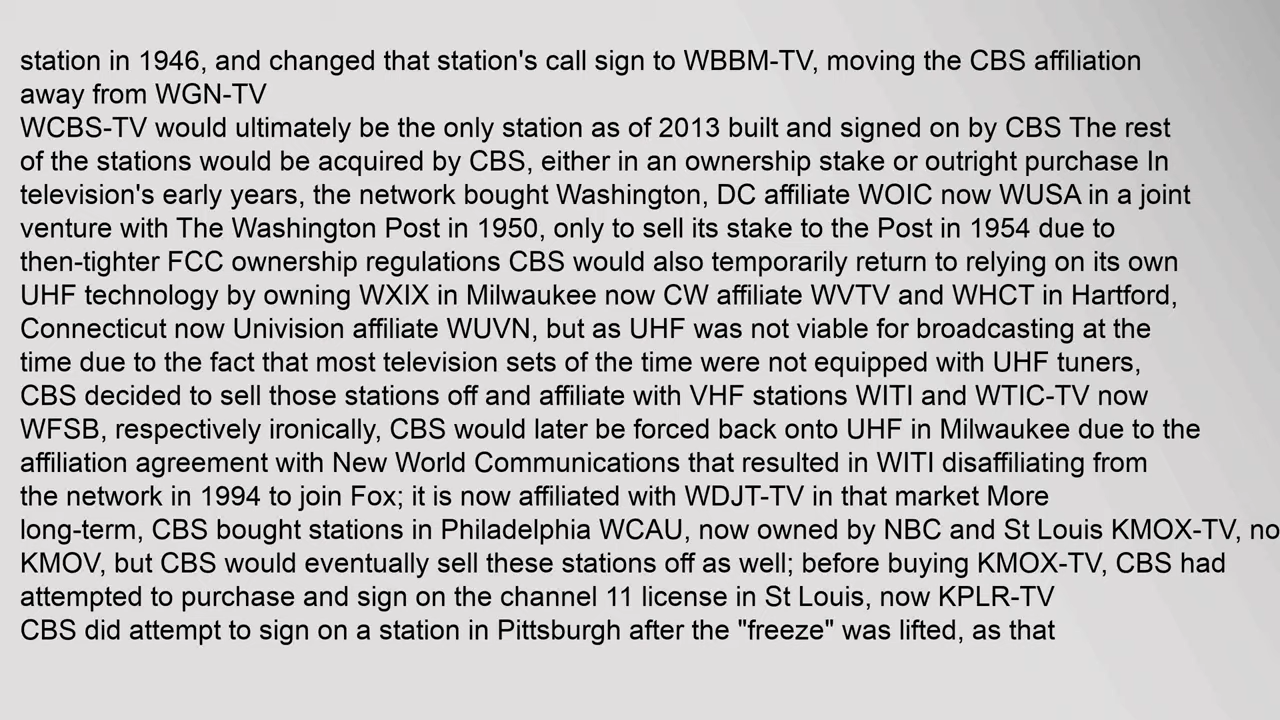 station in 1946, and changed that station's call sign to WBBM-TV, moving the CBS affiliation
away from WGN-TV
WCBS-TV would ultimately be the only station as of 2013 built and signed on by CBS The rest
of the stations would be acquired by CBS, either in an ownership stake or outright purchase In
television's early years, the network bought Washington, DC affiliate WOIC now WUSA in a joint
venture with The Washington Post in 1950, only to sell its stake to the Post in 1954 due to
then-tighter FCC ownership regulations CBS would also temporarily return to relying on its own
UHF technology by owning WXIX in Milwaukee now CW affiliate WVTV and WHCT in Hartford,
Connecticut now Univision affiliate WUVN, but as UHF was not viable for broadcasting at the
time due to the fact that most television sets of the time were not equipped with UHF tuners,
CBS decided to sell those stations off and affiliate with VHF stations WITI and WTIC-TV now
WFSB, respectively ironically, CBS would later be forced back onto UHF in Milwaukee due to the
affiliation agreement with New World Communications that resulted in WITI disaffiliating from
the network in 1994 to join Fox; it is now affiliated with WDJT-TV in that market More
long-term, CBS bought stations in Philadelphia WCAU, now owned by NBC and St Louis KMOX-TV, no
KMOV, but CBS would eventually sell these stations off as well; before buying KMOX-TV, CBS had
attempted to purchase and sign on the channel 11 license in St Louis, now KPLR-TV
CBS did attempt to sign on a station in Pittsburgh after the "freeze" was lifted, as that